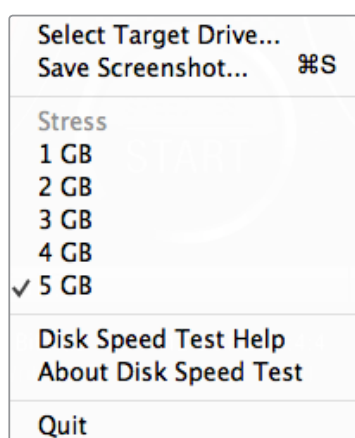 Select Target Drive...
Save Screenshot... ⌘S
Stress
1 GB
START
2 GB
3 GB
4 GB
✓ 5 GB
Disk Speed Test Help
About Disk Speed Test
Quit